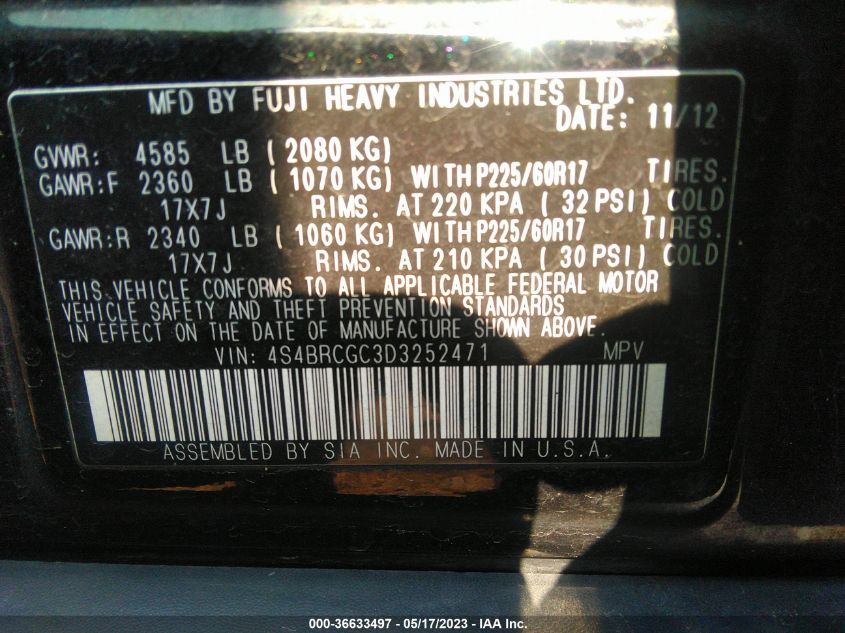 MFD BY FUJI HEAVY INDUSTRIES LTD.
DATE: 11/12
GVWR: 4585 LB ( 2080 KG)
GAWR:F 2360 LB ( 1070 KG) WITH P225/60R17 TIRES.
17X7J RIMS. AT 220 KPA ( 32 PSI) COLD
GAWR:R 2340 LB ( 1060 KG) WITH P225/60R17 TIRES.
17X7J RIMS. AT 210 KPA ( 30 PSI) COLD
THIS VEHICLE CONFORMS TO ALL APPLICABLE FEDERAL MOTOR
VEHICLE SAFETY AND THEFT PREVENTION STANDARDS
IN EFFECT ON THE DATE OF MANUFACTURE SHOWN ABOVE.
VIN: 4S4BRCGC3D3252471 MPV
ASSEMBLED BY SIA INC. MADE IN U.S.A.
000-36633497 - 05/17/2023 - IAA Inc.